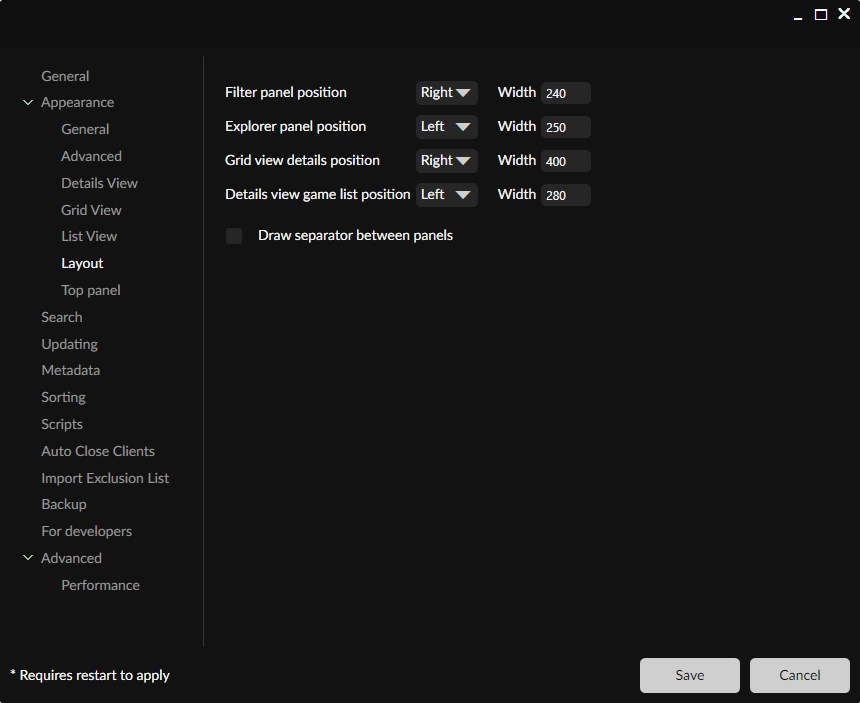 General
Appearance
General
Advanced
Details View
Grid View
List View
Layout
Top panel
Search
Updating
Metadata
Sorting
Scripts
Auto Close Clients
Import Exclusion List
Backup
For developers
Advanced
Performance
Filter panel position Right Width 240
Explorer panel position Left Width 250
Grid view details position Right Width 400
Details view game list position Left Width 280
Draw separator between panels
* Requires restart to apply
Save Cancel